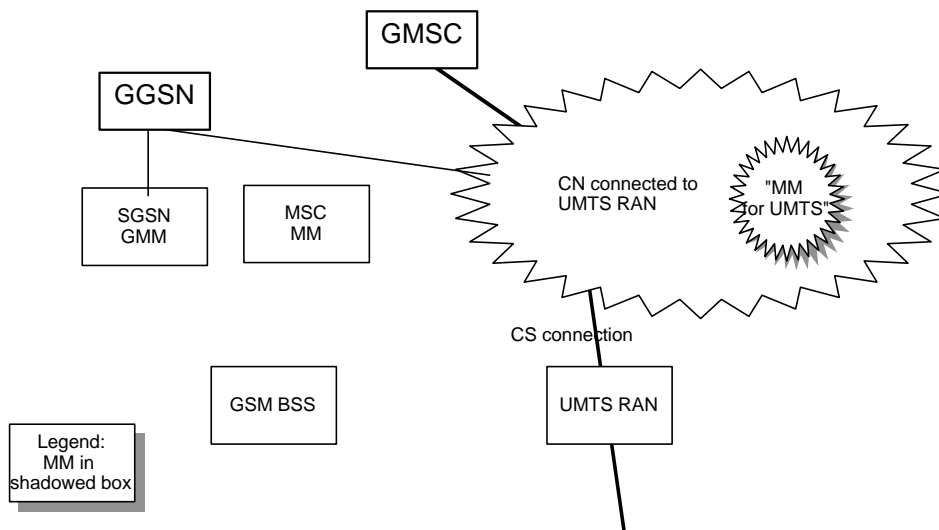 GMSC
GGSN
SGSN
GMM
MSC
MM
CN connected to
UMTS RAN
"MM
for UMTS"
CS connection
GSM BSS
UMTS RAN
Legend:
MM in
shadowed box